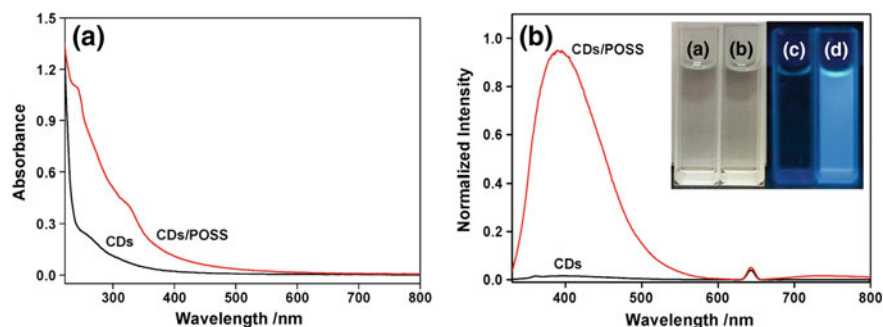 (a)
Absorbance
1.5
1.2
0.9
0.6
0.3
0.0
CDs
CDs/POSS
300 400 500 600 700 800
Wavelength /nm
(b)
Normalized Intensity
1.0
0.8
0.6
0.4
0.2
0.0
CDs/POSS
CDs
(a) (b) (c) (d)
400 500 600 700 800
Wavelength /nm